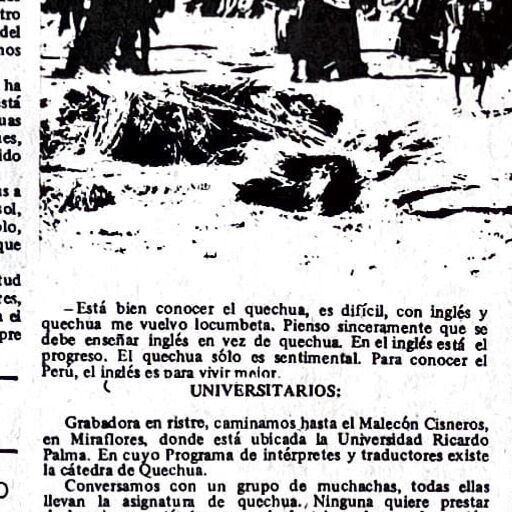 tro
del
nos
ha
stá
uas
es,
ido
is a
sol,
olo,
que
tud
res,
a el
pre
—Está bien conocer el quechua, es difícil, con inglés y
quechua me vuelvo locumbeta. Pienso sinceramente que se
debe enseñar inglés en vez de quechua. En el inglés está el
progreso. El quechua sólo es sentimental. Para conocer el
Perú, el inglés es para vivir mejor.
UNIVERSITARIOS:
Grabadora en ristre, caminamos hasta el Malecón Cisneros,
en Miraflores, donde está ubicada la Universidad Ricardo
Palma. En cuyo Programa de intérpretes y traductores existe
la cátedra de Quechua.
Conversamos con un grupo de muchachas, todas ellas
llevan la asignatura de quechua. Ninguna quiere prestar